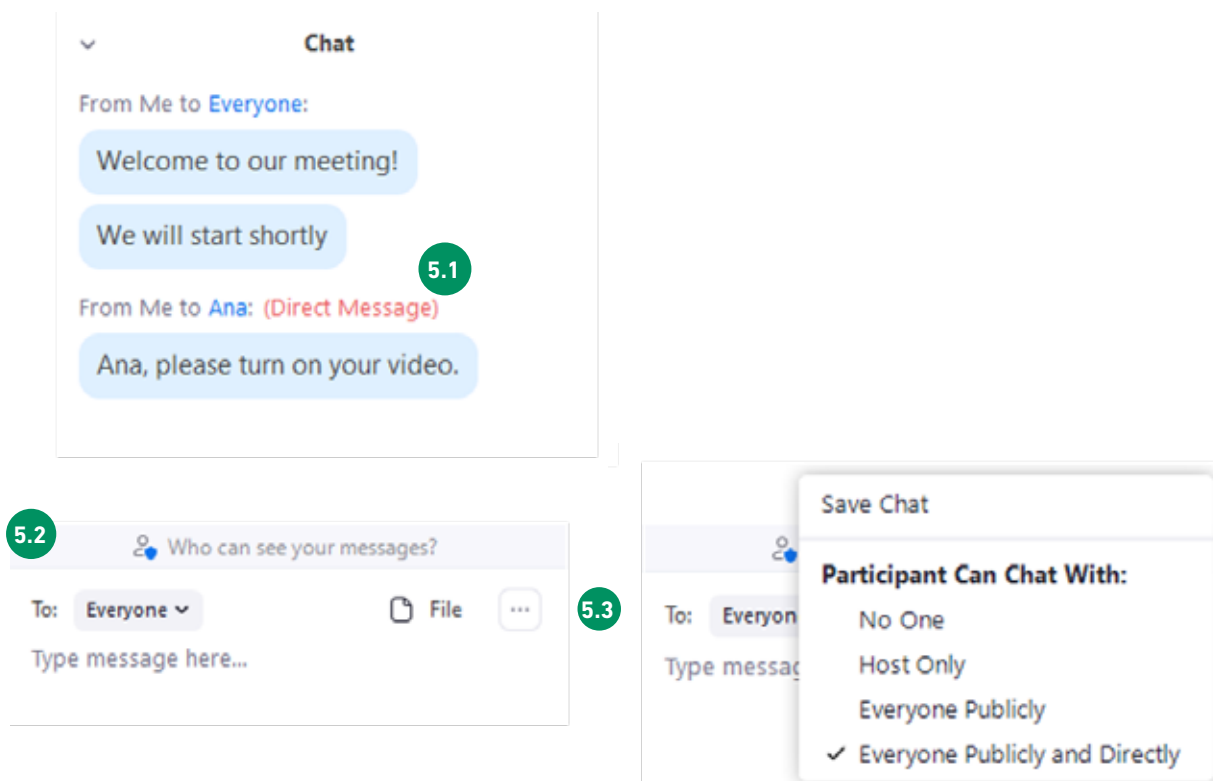 Chat
From Me to Everyone:
Welcome to our meeting!
We will start shortly
5.1
From Me to Ana: (Direct Message)
Ana, please turn on your video.
5.2
Who can see your messages?
To: Everyone File ...
Type message here...
5.3
Save Chat
Participant Can Chat With:
To: Everyon
No One
Type messag
Host Only
Everyone Publicly
✓ Everyone Publicly and Directly